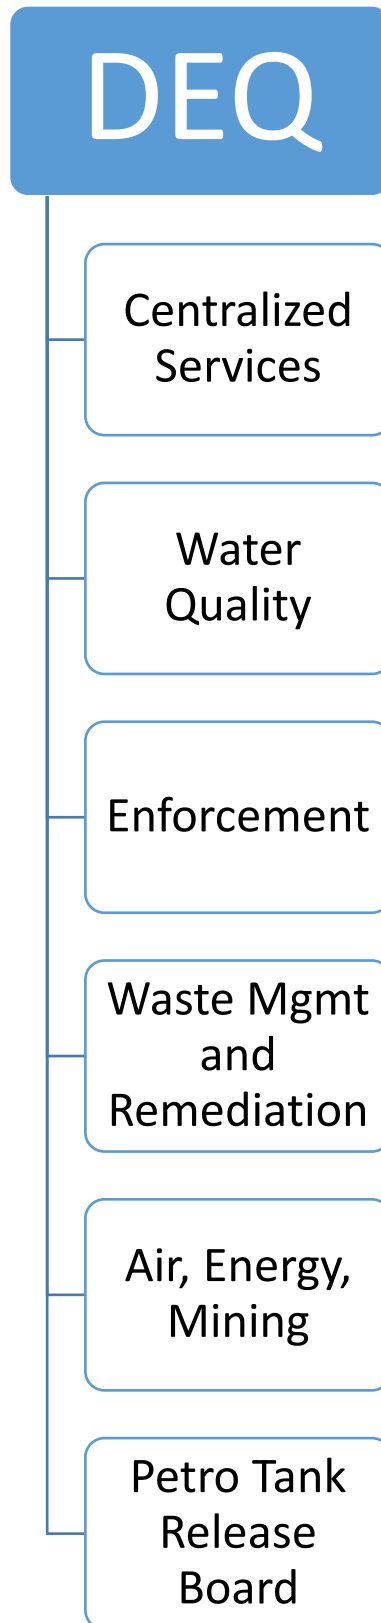 DEQ
Centralized
Services
Water
Quality
Enforcement
Waste Mgmt
and
Remediation
Air, Energy,
Mining
Petro Tank
Release
Board